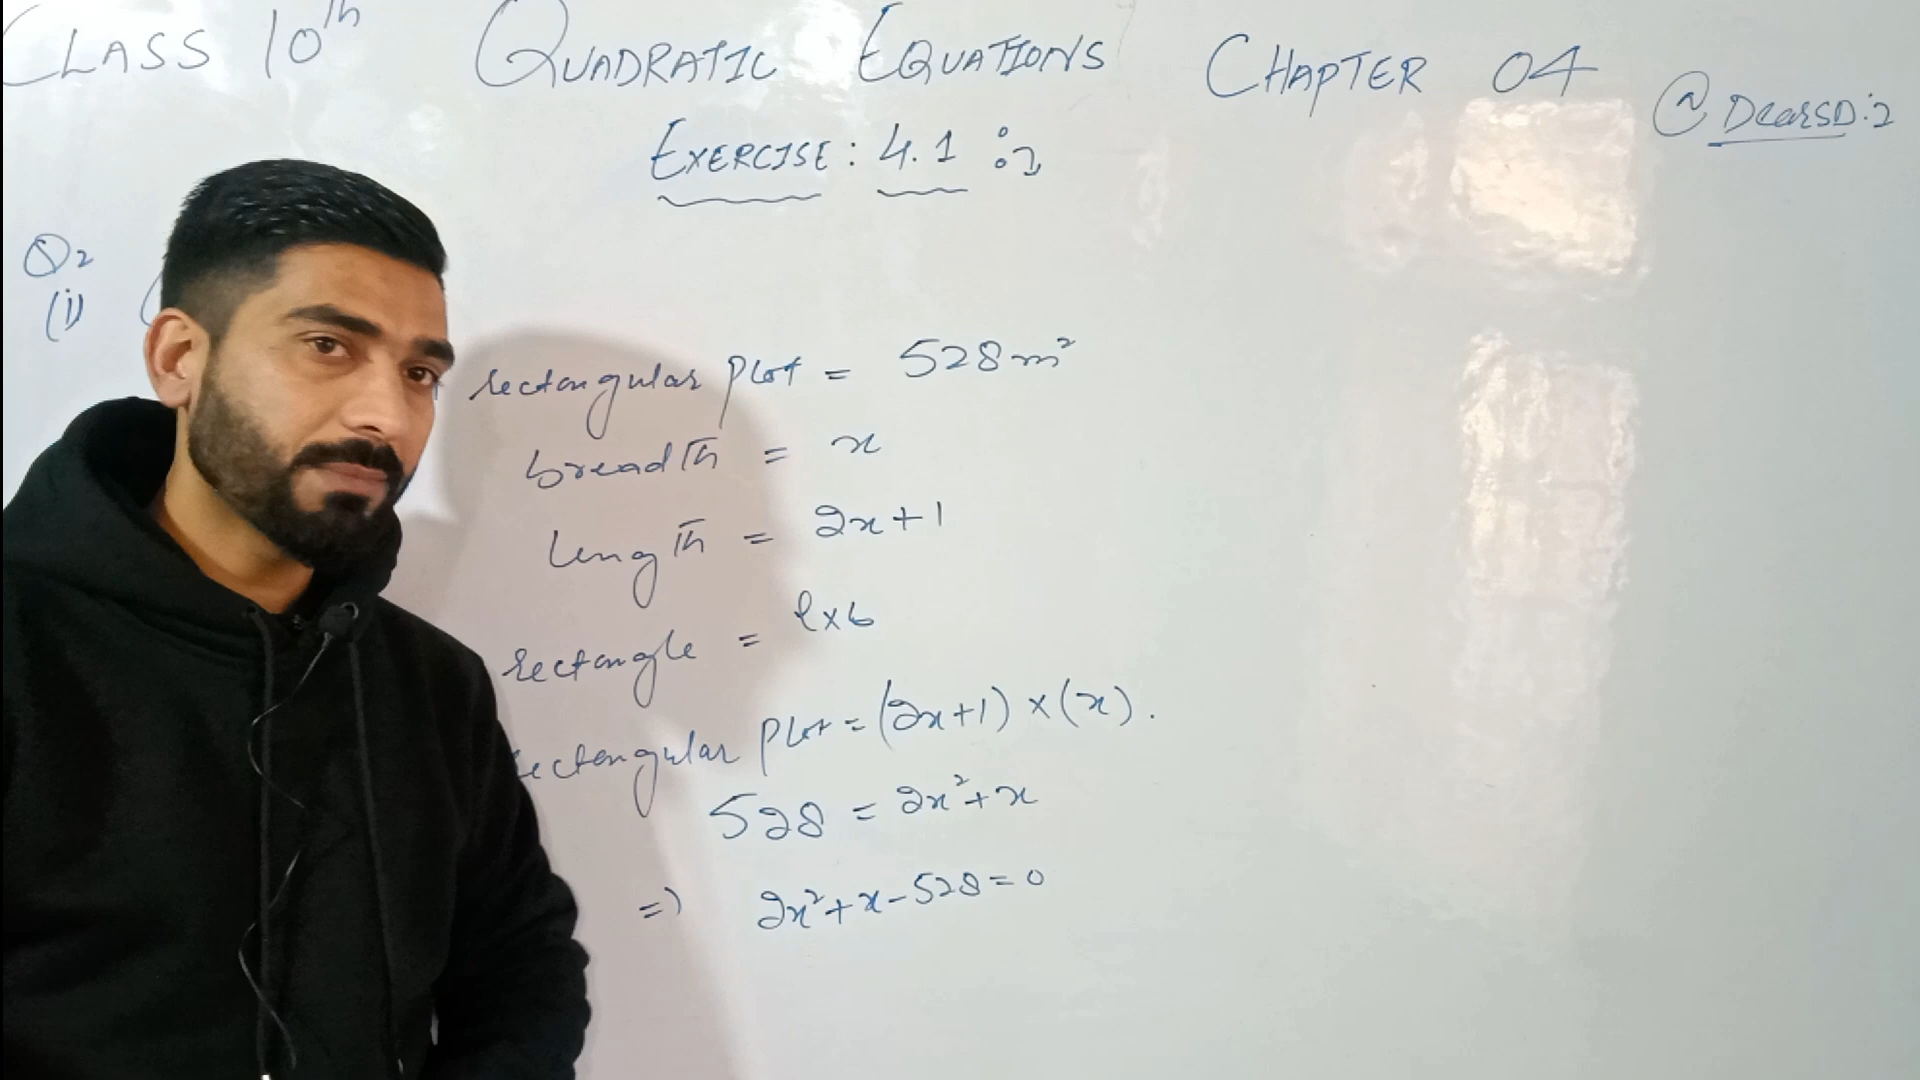 CLASS 10th QUADRATIC EQUATIONS CHAPTER 04
@DearSD:2
EXERCISE: 4.1
Q2
(i)
rectangular Plot = 528 m²
breadth = x
length = 2x+1
rectangle = l×b
rectangular Plot = (2x+1) × (x).
528 = 2x²+x
=) 2x²+x-528=0